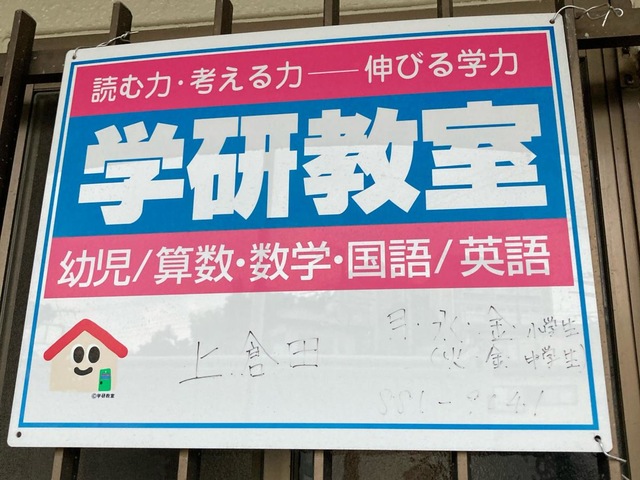 読む力・考える力──伸びる学力
学研教室
幼児/算数・数学・国語/英語
上倉田
月・水・金・小学生
(火・金 中学生)
©学研教室